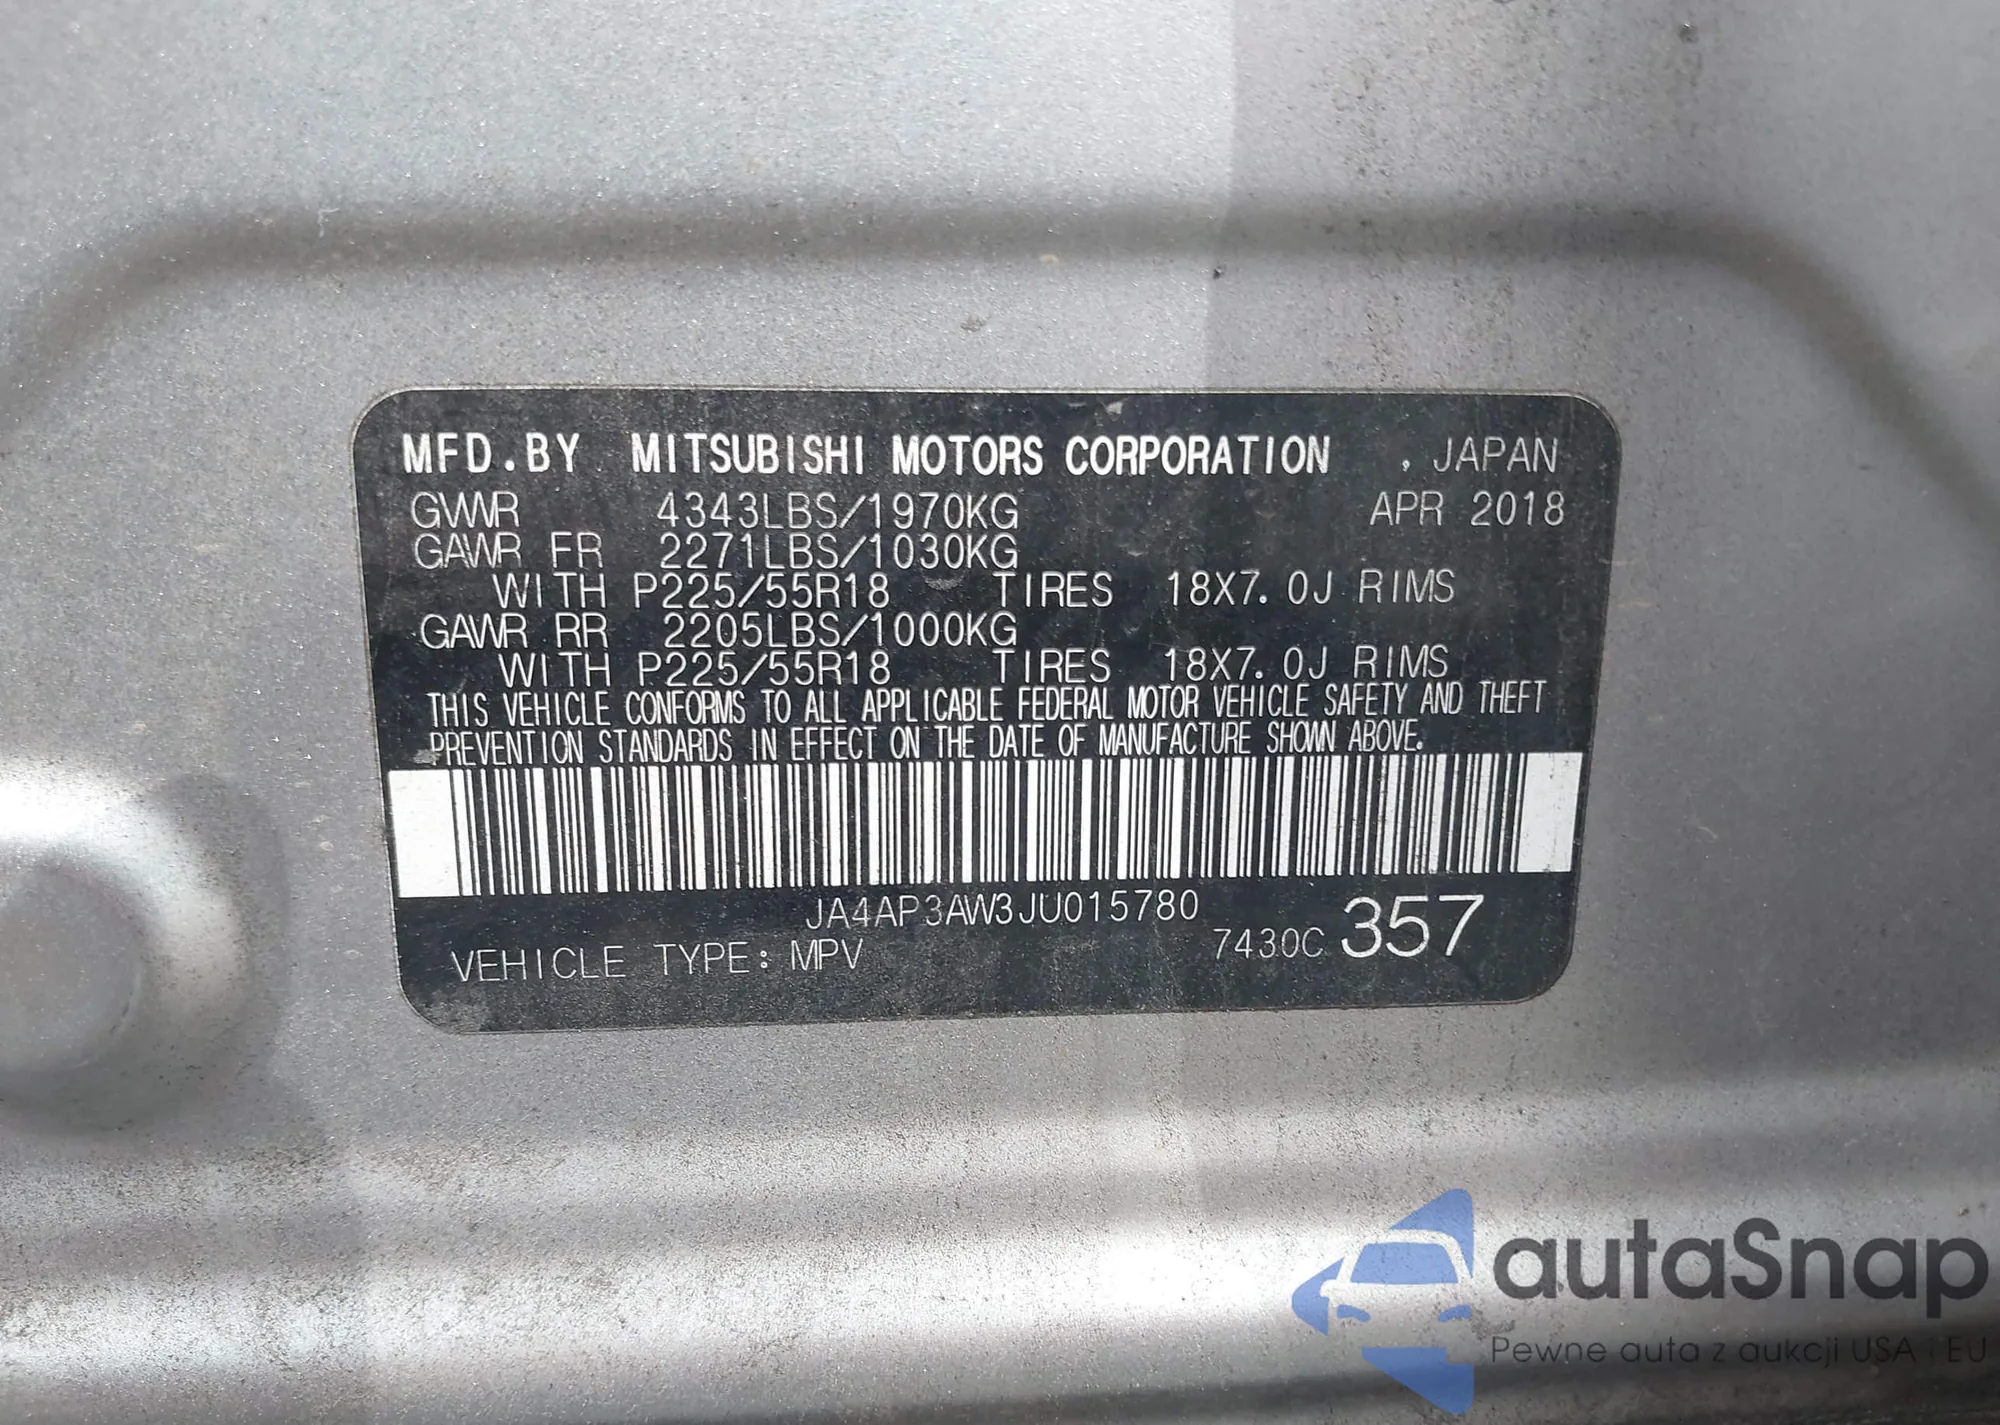 MFD.BY MITSUBISHI MOTORS CORPORATION , JAPAN
GVWR 4343LBS/1970KG APR 2018
GAWR FR 2271LBS/1030KG
WITH P225/55R18 TIRES 18X7.0J RIMS
GAWR RR 2205LBS/1000KG
WITH P225/55R18 TIRES 18X7.0J RIMS
THIS VEHICLE CONFORMS TO ALL APPLICABLE FEDERAL MOTOR VEHICLE SAFETY AND THEFT
PREVENTION STANDARDS IN EFFECT ON THE DATE OF MANUFACTURE SHOWN ABOVE.
JA4AP3AW3JU015780
VEHICLE TYPE: MPV 7430C 357
autaSnap
Pewne auta z aukcji USA i EU